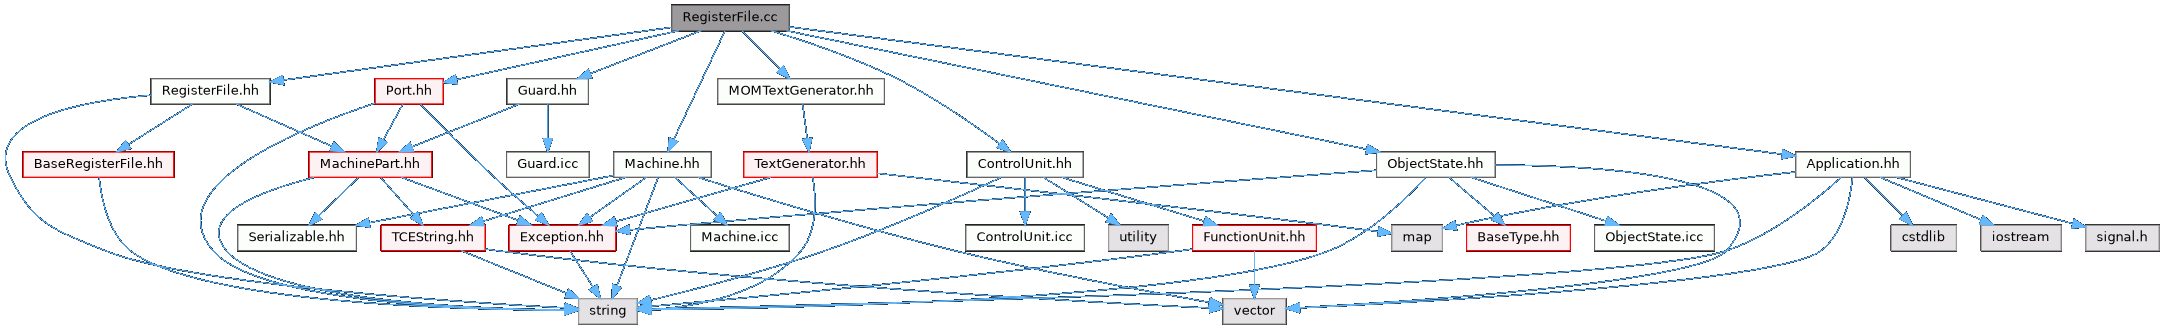 RegisterFile.cc
RegisterFile.hh
Port.hh
Guard.hh
MOMTextGenerator.hh
BaseRegisterFile.hh
MachinePart.hh
Guard.icc
Machine.hh
TextGenerator.hh
ControlUnit.hh
ObjectState.hh
Application.hh
Serializable.hh
TCEString.hh
Exception.hh
Machine.icc
ControlUnit.icc
utility
FunctionUnit.hh
map
BaseType.hh
ObjectState.icc
cstdlib
iostream
signal.h
string
vector